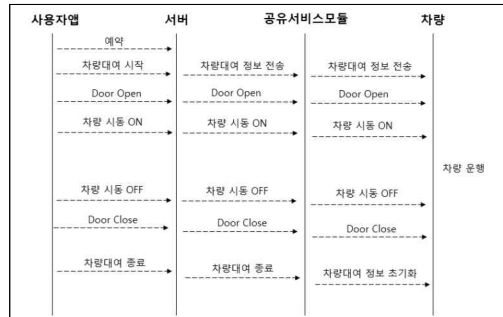 사용자앱 서버 공유서비스모듈 차량
예약
차량대여 시작 차량대여 정보 전송 차량대여 정보 전송
Door Open Door Open Door Open
차량 시동 ON 차량 시동 ON 차량 시동 ON
차량 운행
차량 시동 OFF 차량 시동 OFF 차량 시동 OFF
Door Close Door Close Door Close
차량대여 종료 차량대여 종료 차량대여 정보 초기화